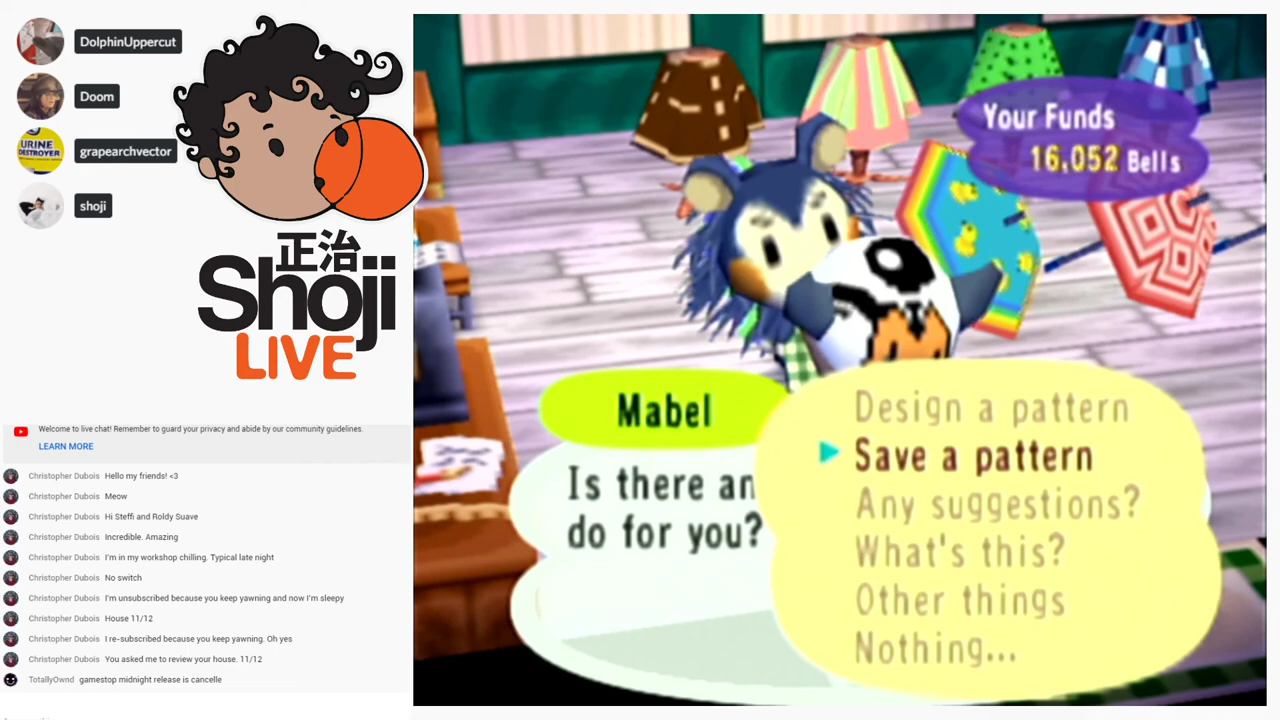 DolphinUppercut
Doom
URINE
DESTROYER
grapearchvector
shoji
正治
Shoji
LIVE
Welcome to live chat! Remember to guard your privacy and abide by our community guidelines.
LEARN MORE
Christopher Dubois Hello my friends! <3
Christopher Dubois Meow
Christopher Dubois Hi Steffi and Roldy Suave
Christopher Dubois Incredible. Amazing
Christopher Dubois I'm in my workshop chilling. Typical late night
Christopher Dubois No switch
Christopher Dubois I'm unsubscribed because you keep yawning and now I'm sleepy
Christopher Dubois House 11/12
Christopher Dubois I re-subscribed because you keep yawning. Oh yes
Christopher Dubois You asked me to review your house. 11/12
TotallyOwnd gamestop midnight release is cancelle
Your Funds
16,052 Bells
Mabel
Is there an
do for you?
Design a pattern
Save a pattern
Any suggestions?
What's this?
Other things
Nothing...